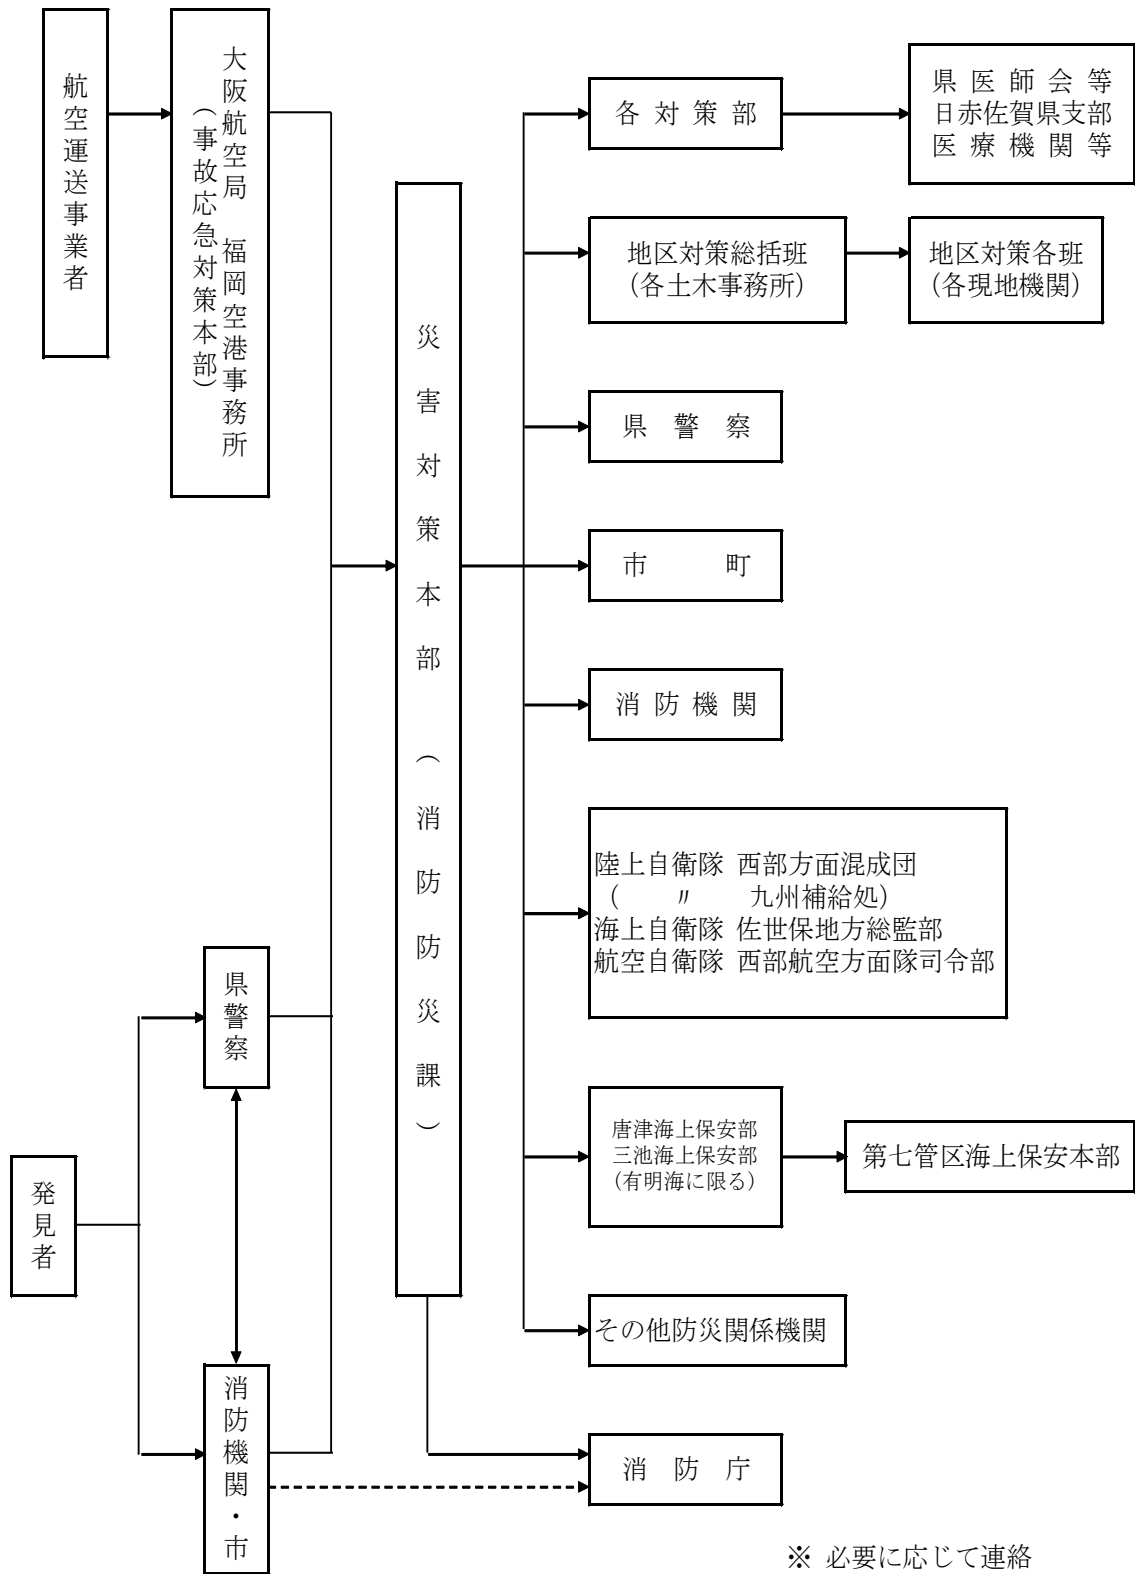 航空運送事業者
大阪航空局　福岡空港事務所
（事故応急対策本部）
災害対策本部（消防防災課）
県警察
発見者
消防機関・市
各対策部
県医師会等
日赤佐賀県支部
医療機関等
地区対策総括班
（各土木事務所）
地区対策各班
（各現地機関）
県警察
市町
消防機関
陸上自衛隊 西部方面混成団
（　〃　九州補給処）
海上自衛隊 佐世保地方総監部
航空自衛隊 西部航空方面隊司令部
唐津海上保安部
三池海上保安部
（有明海に限る）
第七管区海上保安本部
その他防災関係機関
消防庁
※ 必要に応じて連絡